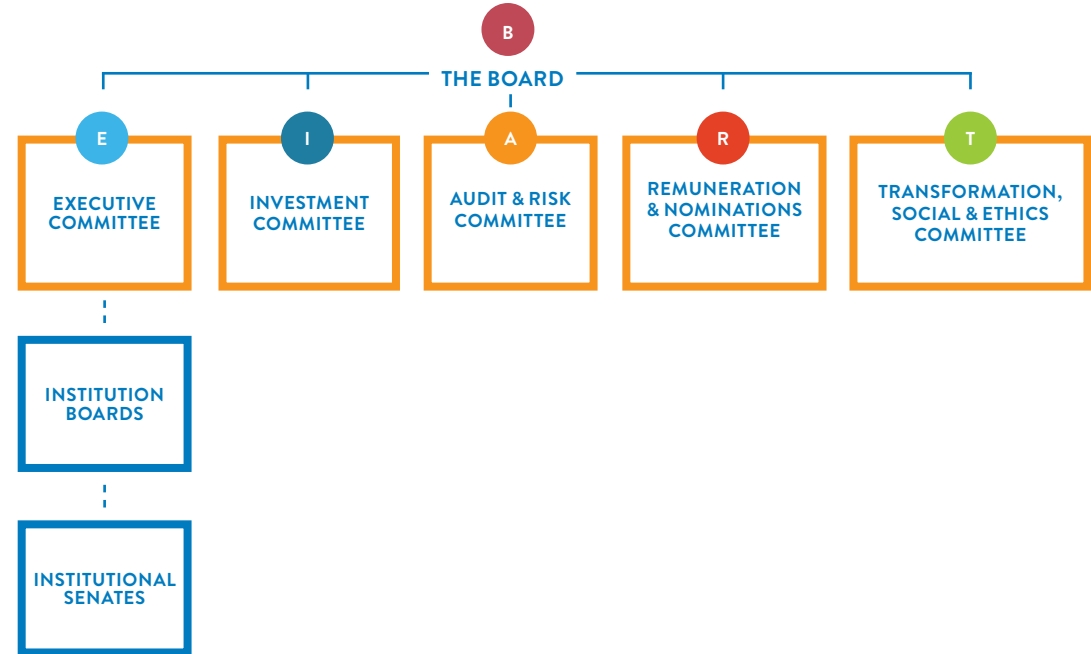 B
THE BOARD
E
I
A
R
T
EXECUTIVE
COMMITTEE
INVESTMENT
COMMITTEE
AUDIT & RISK
COMMITTEE
REMUNERATION
& NOMINATIONS
COMMITTEE
TRANSFORMATION,
SOCIAL & ETHICS
COMMITTEE
INSTITUTION
BOARDS
INSTITUTIONAL
SENATES